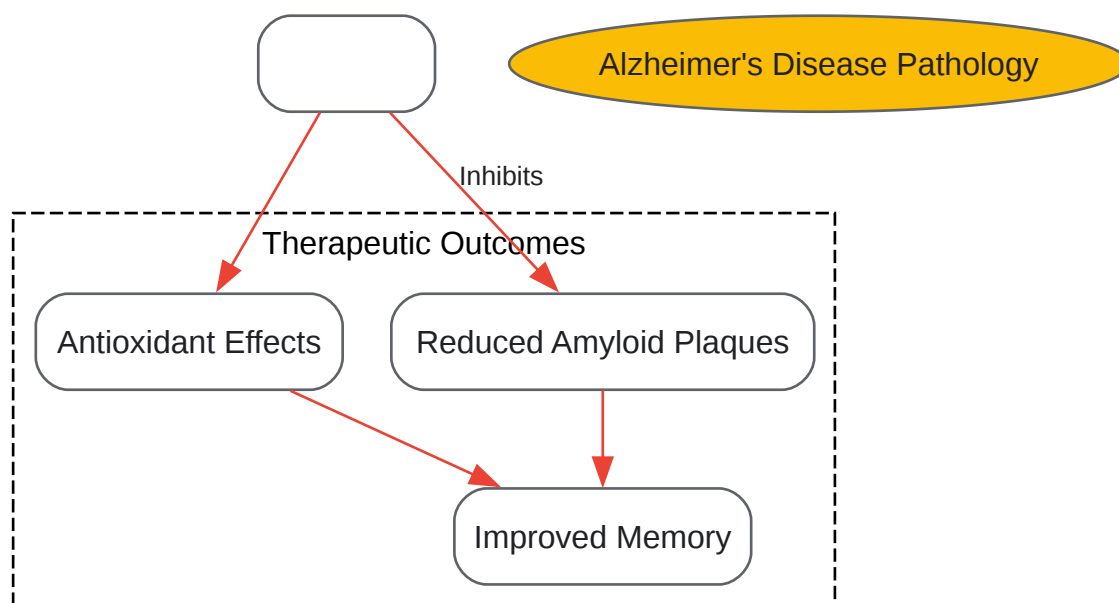 Alzheimer's Disease Pathology
Inhibits
Therapeutic Outcomes
Antioxidant Effects
Reduced Amyloid Plaques
Improved Memory